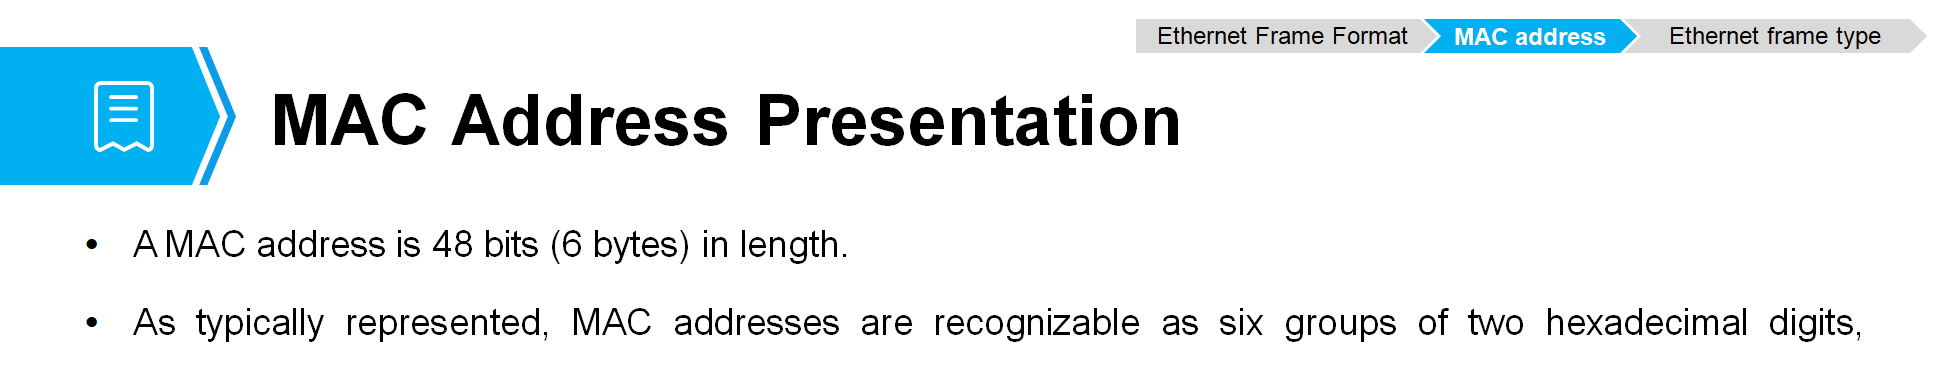 Ethernet Frame Format MAC address Ethernet frame type
MAC Address Presentation
• A MAC address is 48 bits (6 bytes) in length.
• As typically represented, MAC addresses are recognizable as six groups of two hexadecimal digits,